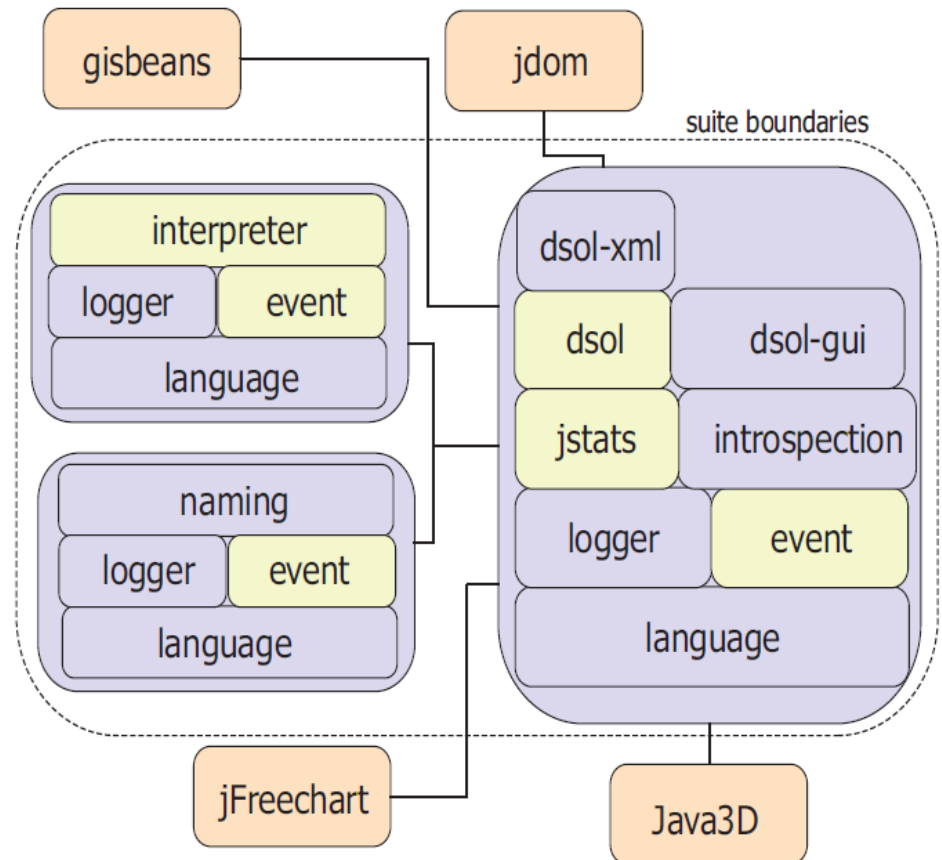 gisbeans
jdom
suite boundaries
interpreter
logger
event
language
naming
logger
event
language
dsol-xml
dsol
dsol-gui
jstats
introspection
logger
event
language
jFreechart
Java3D